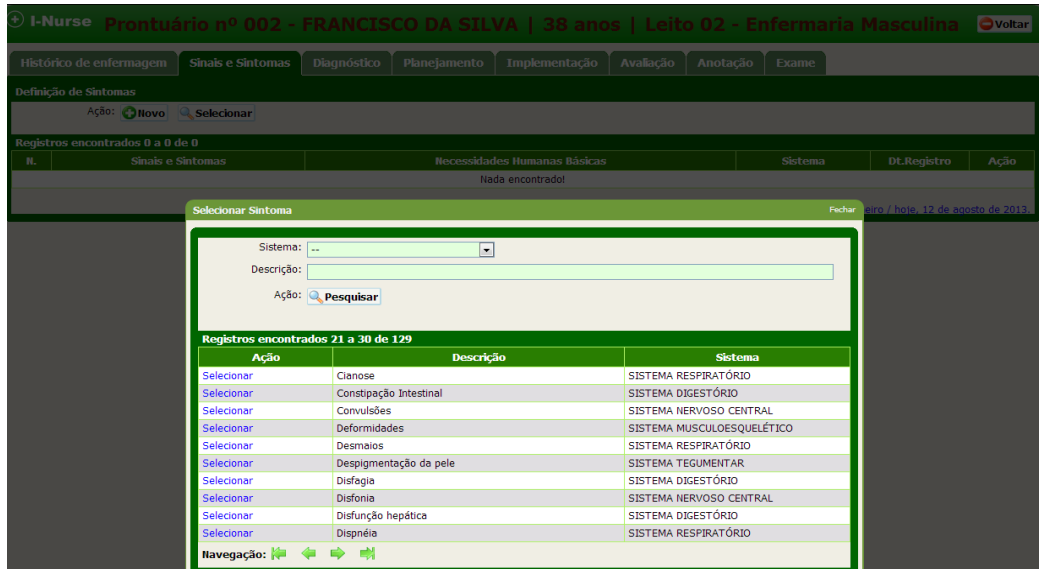 I-Nurse Prontuário nº 002 - FRANCISCO DA SILVA | 38 anos | Leito 02 - Enfermaria Masculina Voltar
Histórico de enfermagem Sinais e Sintomas Diagnóstico Planejamento Implementação Avaliação Anotação Exame
Definição de Sintomas
Ação: Novo Selecionar
Registros encontrados 0 a 0 de 0
N. Sinais e Sintomas Necessidades Humanas Básicas Sistema Dt.Registro Ação
Nada encontrado!
Selecionar Sintoma Fechar
/ hoje, 12 de agosto de 2013.
Sistema: --
Descrição:
Ação: Pesquisar
Registros encontrados 21 a 30 de 129
Ação Descrição Sistema
Selecionar Cianose SISTEMA RESPIRATÓRIO
Selecionar Constipação Intestinal SISTEMA DIGESTÓRIO
Selecionar Convulsões SISTEMA NERVOSO CENTRAL
Selecionar Deformidades SISTEMA MUSCULOESQUELÉTICO
Selecionar Desmaios SISTEMA RESPIRATÓRIO
Selecionar Despigmentação da pele SISTEMA TEGUMENTAR
Selecionar Disfagia SISTEMA DIGESTÓRIO
Selecionar Disfonia SISTEMA NERVOSO CENTRAL
Selecionar Disfunção hepática SISTEMA DIGESTÓRIO
Selecionar Dispnéia SISTEMA RESPIRATÓRIO
Navegação: